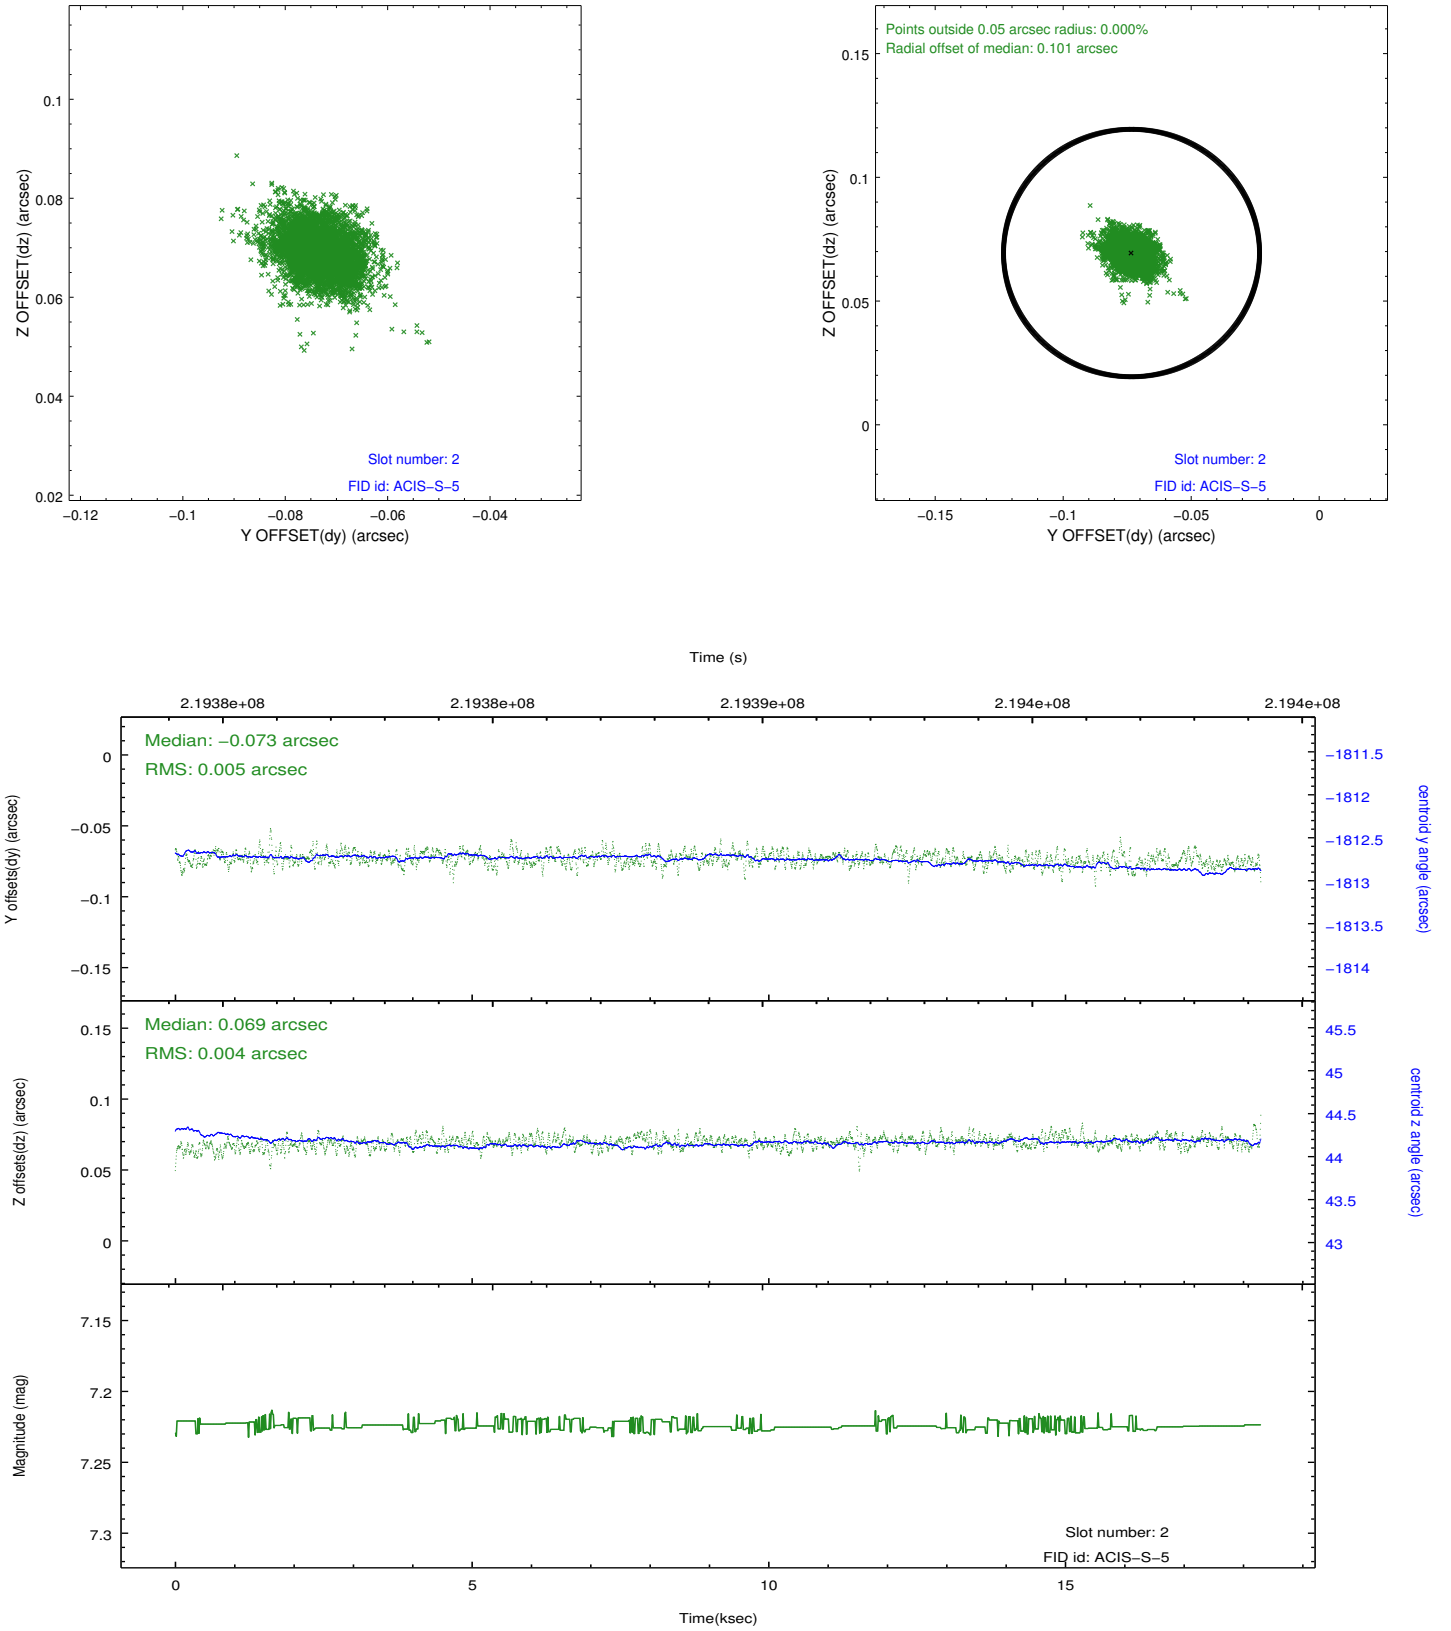 0.1
0.08
0.06
0.04
0.02
Z OFFSET(dz) (arcsec)
Slot number: 2
FID id: ACIS−S−5
−0.12
−0.1
−0.08
−0.06
−0.04
Y OFFSET(dy) (arcsec)
Points outside 0.05 arcsec radius: 0.000%
Radial offset of median: 0.101 arcsec
0.15
0.1
0.05
0
Z OFFSET(dz) (arcsec)
Slot number: 2
FID id: ACIS−S−5
−0.15
−0.1
−0.05
0
Y OFFSET(dy) (arcsec)
Time (s)
2.1938e+08
2.1938e+08
2.1939e+08
2.194e+08
2.194e+08
Median: −0.073 arcsec
RMS: 0.005 arcsec
0
−0.05
−0.1
−0.15
Y offsets(dy) (arcsec)
−1811.5
−1812
−1812.5
−1813
−1813.5
−1814
centroid y angle (arcsec)
Median: 0.069 arcsec
RMS: 0.004 arcsec
0.15
0.1
0.05
0
Z offsets(dz) (arcsec)
45.5
45
44.5
44
43.5
43
centroid z angle (arcsec)
7.15
7.2
7.25
7.3
Magnitude (mag)
Slot number: 2
FID id: ACIS−S−5
0
5
10
15
Time(ksec)